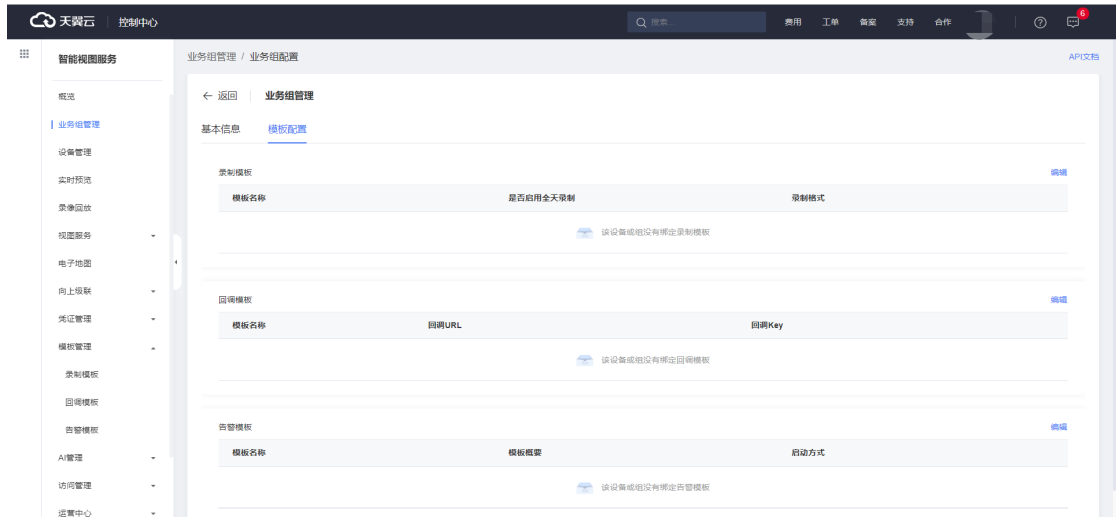 天翼云 控制中心 搜索... 费用 工单 备案 支持 合作 6
智能视图服务
业务组管理 / 业务组配置 API文档
概览
业务组管理
设备管理
实时预览
录像回放
视图服务
电子地图
向上级联
凭证管理
模板管理
录制模板
回调模板
告警模板
AI管理
访问管理
运营中心
← 返回 业务组管理
基本信息 模板配置
录制模板 编辑
模板名称 是否启用全天录制 录制格式
该设备或组没有绑定录制模板
回调模板 编辑
模板名称 回调URL 回调Key
该设备或组没有绑定回调模板
告警模板 编辑
模板名称 模板概要 启动方式
该设备或组没有绑定告警模板